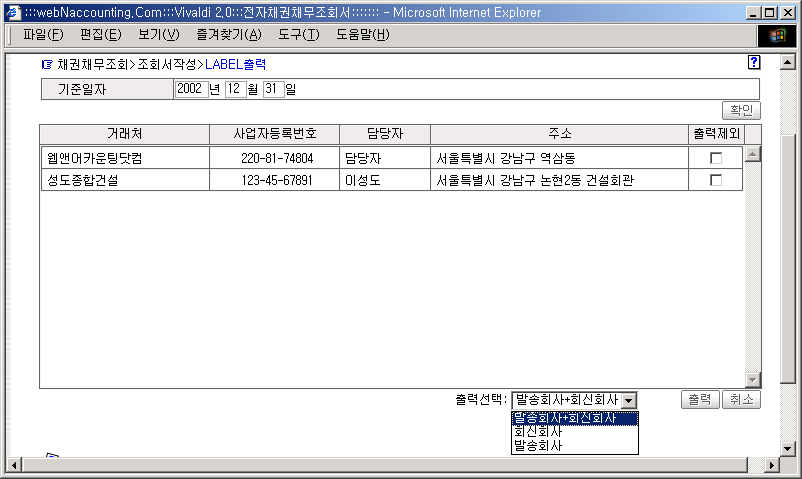 :::webNaccounting.Com:::Vivaldi 2.0:::전자채권채무조회서::::::: - Microsoft Internet Explorer
파일(F) 편집(E) 보기(V) 즐겨찾기(A) 도구(T) 도움말(H)
☞ 채권채무조회>조회서작성>LABEL출력 ?
기준일자 2002 년 12 월 31 일
확인
거래처 사업자등록번호 담당자 주소 출력제외
웹앤어카운팅닷컴 220-81-74804 담당자 서울특별시 강남구 역삼동
성도종합건설 123-45-67891 이성도 서울특별시 강남구 논현2동 건설회관
출력선택: 발송회사+회신회사 출력 취소
발송회사+회신회사
회신회사
발송회사